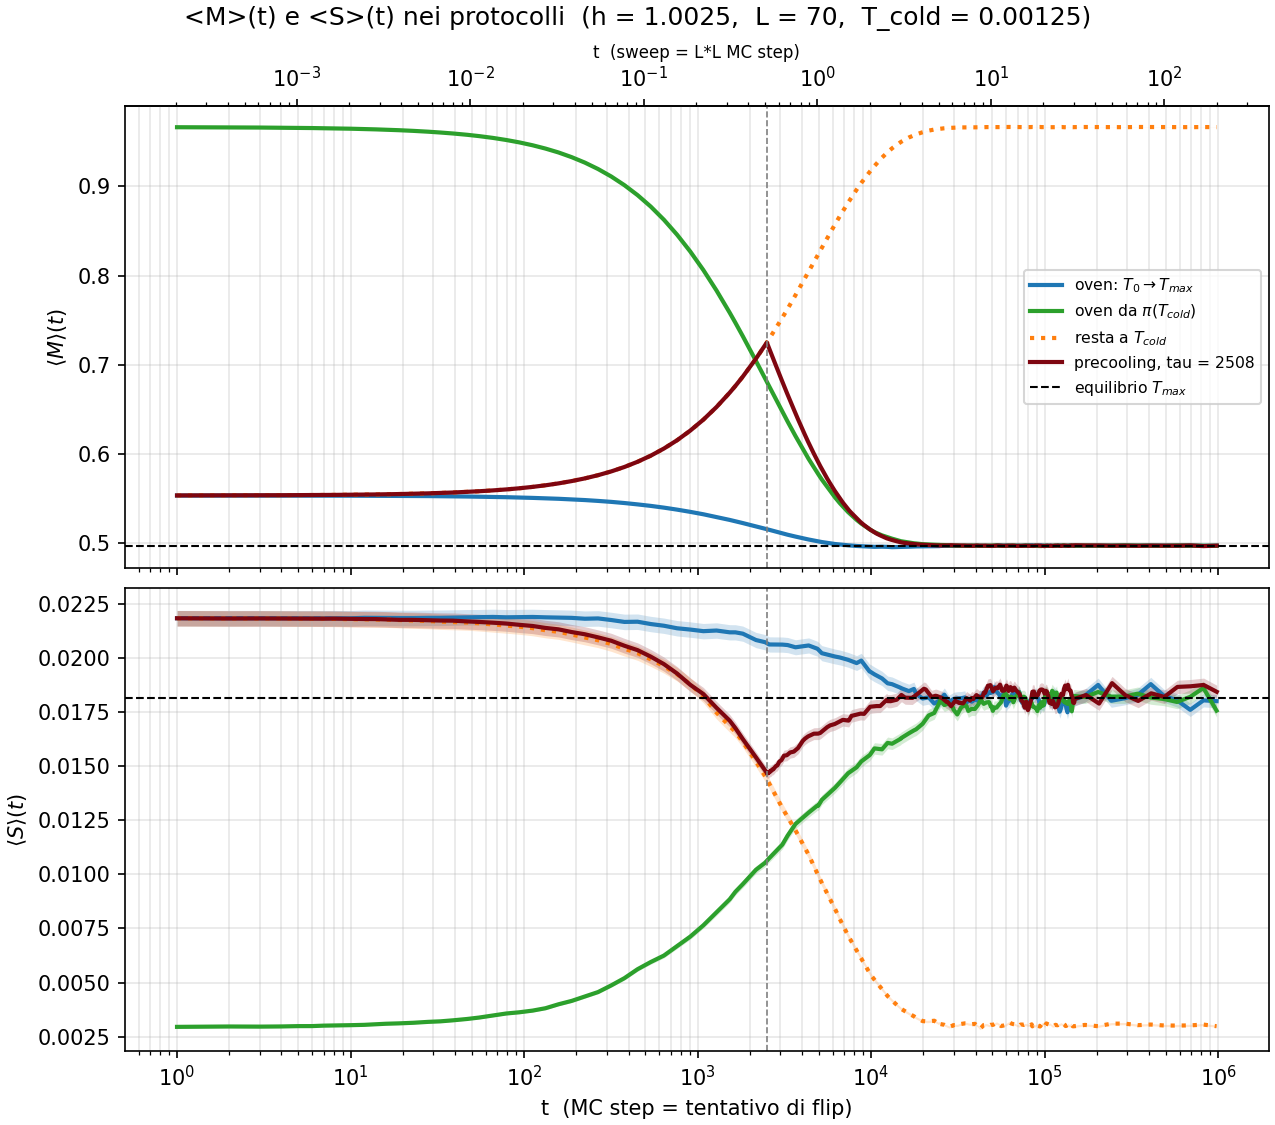 <M>(t) e <S>(t) nei protocolli (h = 1.0025, L = 70, T_cold = 0.00125)
t (sweep = L*L MC step)
10⁻³ 10⁻² 10⁻¹ 10⁰ 10¹ 10²
⟨M⟩(t)
0.9
0.8
0.7
0.6
0.5
oven: T₀ → Tₘₐₓ
oven da π(T_cold)
resta a T_cold
precooling, tau = 2508
equilibrio Tₘₐₓ
⟨S⟩(t)
0.0225
0.0200
0.0175
0.0150
0.0125
0.0100
0.0075
0.0050
0.0025
10⁰ 10¹ 10² 10³ 10⁴ 10⁵ 10⁶
t (MC step = tentativo di flip)